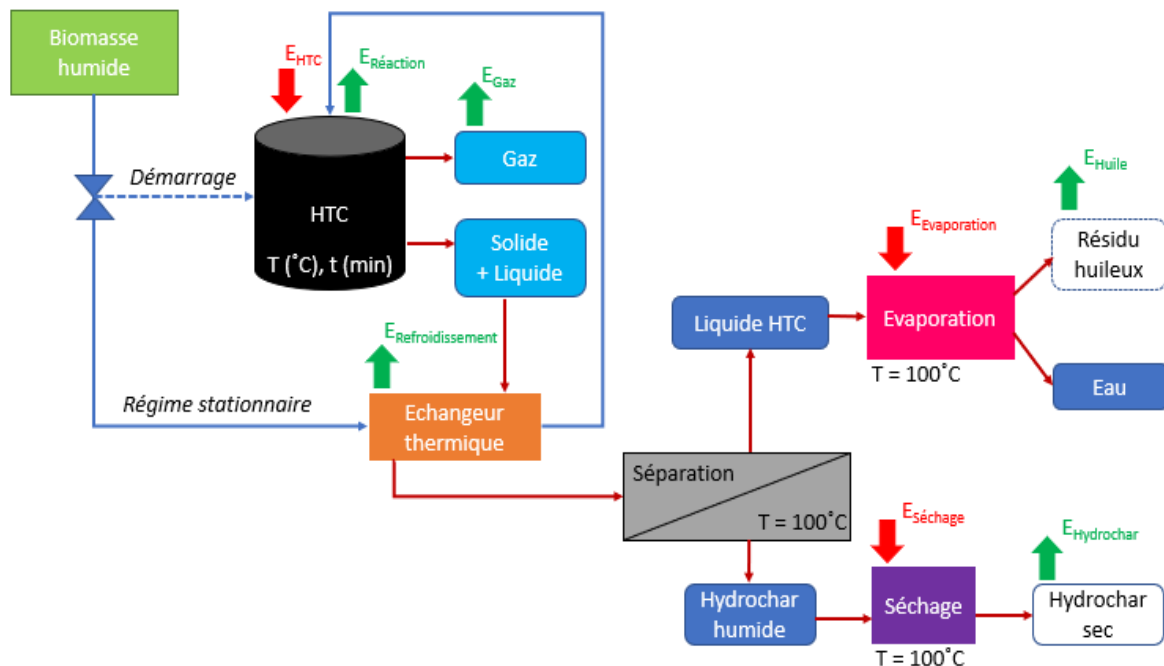 Biomasse
humide
E_HTC
E_Réaction
E_Gaz
Gaz
Démarrage
HTC
T (˚C), t (min)
Solide
+ Liquide
E_Refroidissement
Régime stationnaire
Echangeur
thermique
Séparation
T = 100˚C
Liquide HTC
E_Evaporation
Evaporation
T = 100˚C
E_Huile
Résidu
huileux
Eau
Hydrochar
humide
E_Séchage
Séchage
T = 100˚C
E_Hydrochar
Hydrochar
sec